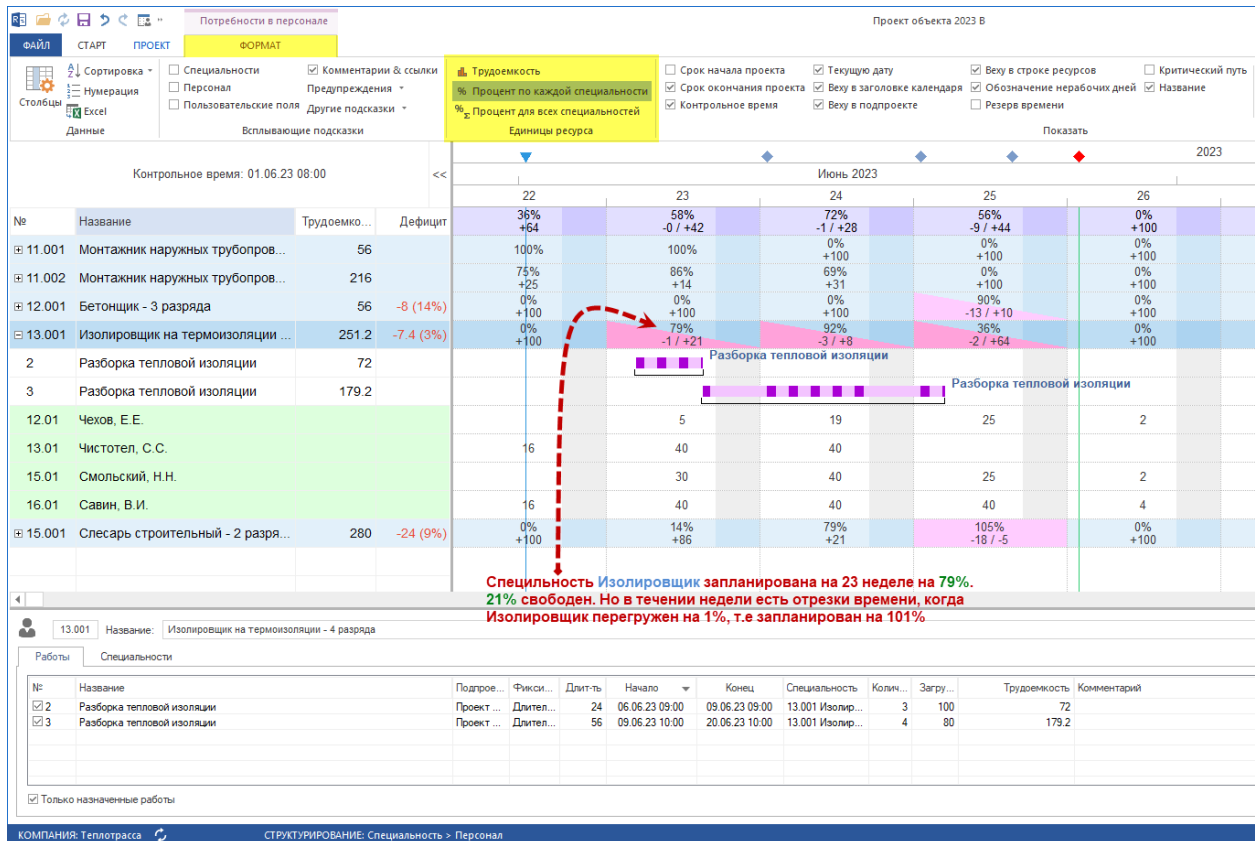 Потребности в персонале
Проект объекта 2023 В
ФАЙЛ СТАРТ ПРОЕКТ ФОРМАТ
Столбцы
Сортировка
Нумерация
Excel
Данные
Специальности
Персонал
Пользовательские поля
Комментарии & ссылки
Предупреждения
Другие подсказки
Всплывающие подсказки
Трудоемкость
% Процент по каждой специальности
%Σ Процент для всех специальностей
Единицы ресурса
Срок начала проекта
Срок окончания проекта
Контрольное время
Текущую дату
Веху в заголовке календаря
Веху в подпроекте
Веху в строке ресурсов
Обозначение нерабочих дней
Резерв времени
Критический путь
Название
Показать
Контрольное время: 01.06.23 08:00 <<
2023
Июнь 2023
22 23 24 25 26
№ Название Трудоемко... Дефицит
36% 58% 72% 56% 0%
+64 -0 / +42 -1 / +28 -9 / +44 +100
11.001 Монтажник наружных трубопров... 56
100% 100% 0% 0% 0%
+100 +100 +100
11.002 Монтажник наружных трубопров... 216
75% 86% 69% 0% 0%
+25 +14 +31 +100 +100
12.001 Бетонщик - 3 разряда 56 -8 (14%)
0% 0% 0% 90% 0%
+100 +100 +100 -13 / +10 +100
13.001 Изолировщик на термоизоляции ... 251.2 -7.4 (3%)
0% 79% 92% 36% 0%
+100 -1 / +21 -3 / +8 -2 / +64 +100
2 Разборка тепловой изоляции 72
Разборка тепловой изоляции
3 Разборка тепловой изоляции 179.2
Разборка тепловой изоляции
12.01 Чехов, Е.Е. 5 19 25 2
13.01 Чистотел, С.С. 16 40 40
15.01 Смольский, Н.Н. 30 40 25 2
16.01 Савин, В.И. 16 40 40 40 4
15.001 Слесарь строительный - 2 разря... 280 -24 (9%)
0% 14% 79% 105% 0%
+100 +86 +21 -18 / -5 +100
Специльность Изолировщик запланирована на 23 неделе на 79%.
21% свободен. Но в течении недели есть отрезки времени, когда
Изолировщик перегружен на 1%, т.е запланирован на 101%
13.001 Название: Изолировщик на термоизоляции - 4 разряда
Работы Специальности
№ Название Подпрое... Фикси... Длит-ть Начало Конец Специальность Колич... Загру... Трудоемкость Комментарий
2 Разборка тепловой изоляции Проект ... Длител... 24 06.06.23 09:00 09.06.23 09:00 13.001 Изолир... 3 100 72
3 Разборка тепловой изоляции Проект ... Длител... 56 09.06.23 10:00 20.06.23 10:00 13.001 Изолир... 4 80 179.2
Только назначенные работы
КОМПАНИЯ: Теплотрасса СТРУКТУРИРОВАНИЕ: Специальность > Персонал